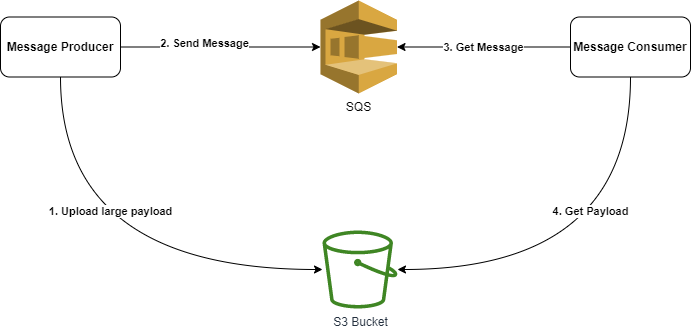 Message Producer
2. Send Message
3. Get Message
Message Consumer
SQS
1. Upload large payload
4. Get Payload
S3 Bucket